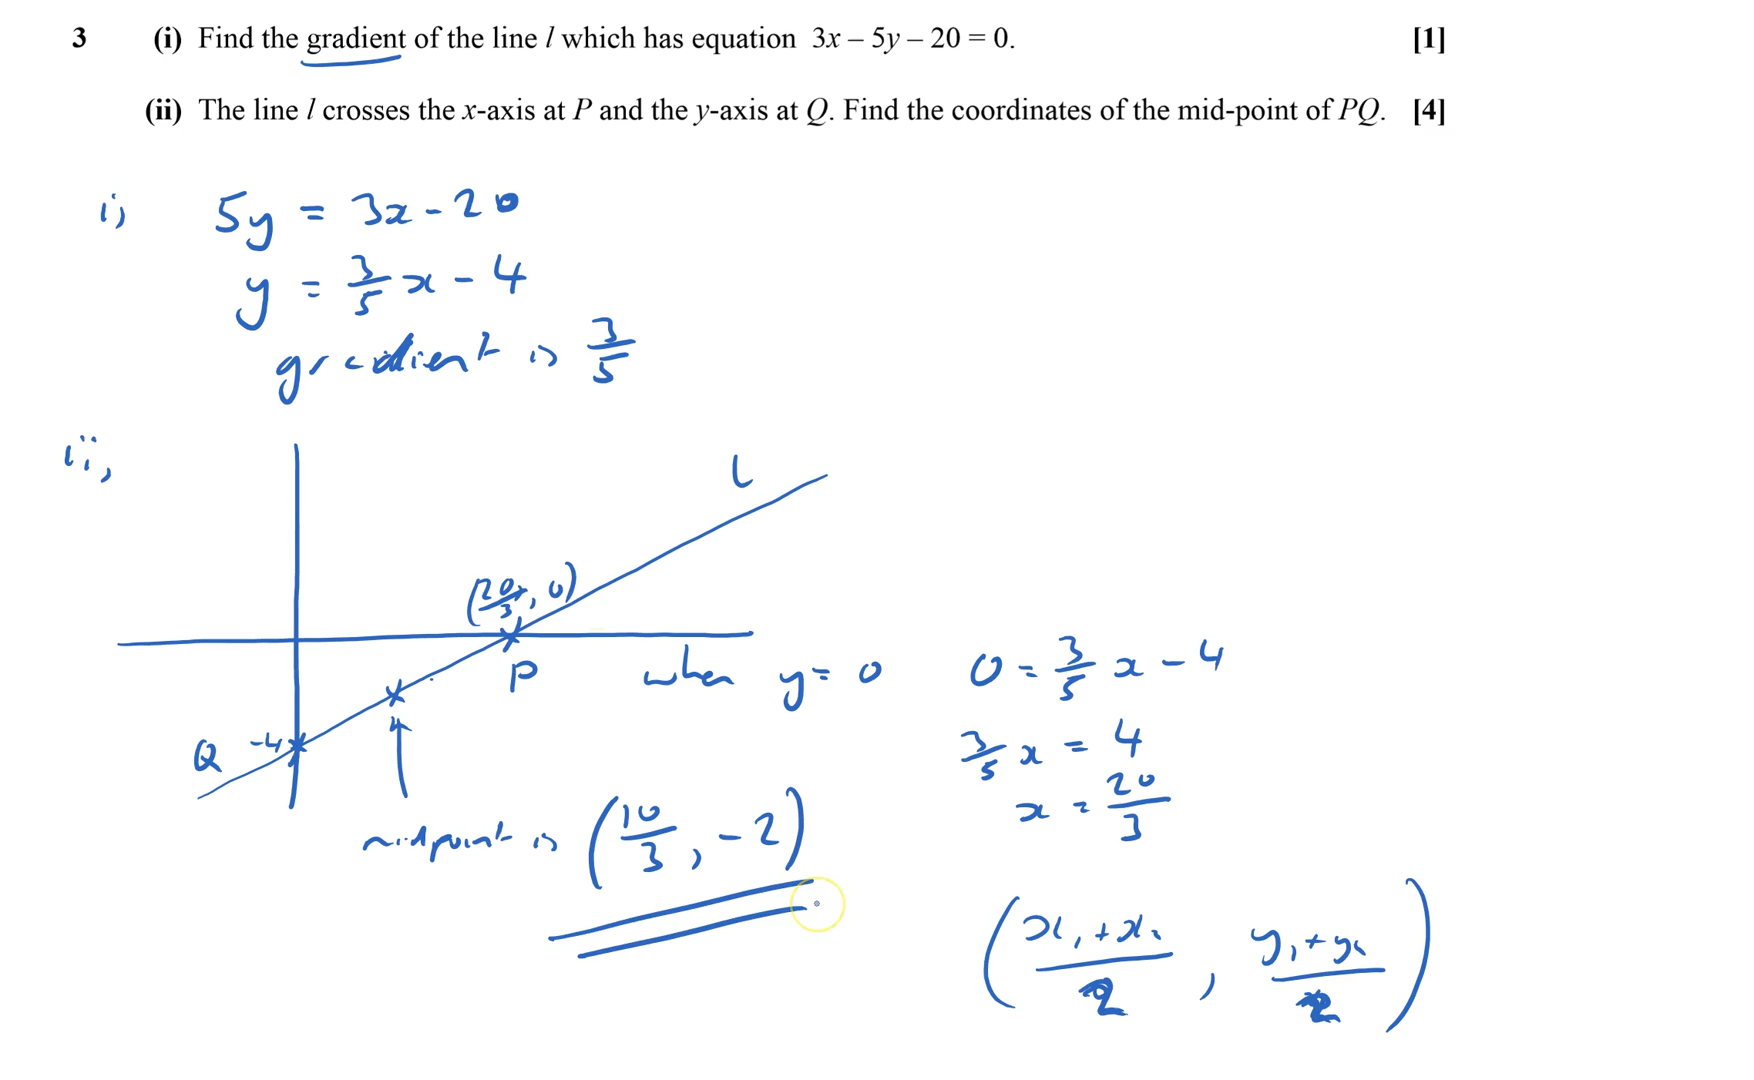 3 (i) Find the gradient of the line l which has equation 3x – 5y – 20 = 0. [1]
(ii) The line l crosses the x-axis at P and the y-axis at Q. Find the coordinates of the mid-point of PQ. [4]
i)
5y = 3x - 20
y = 3/5 x - 4
gradient is 3/5
ii)
l
(20/3, 0)
P
Q -4
when y = 0
0 = 3/5 x - 4
3/5 x = 4
x = 20/3
midpoint is (10/3, -2)
(x₁+x₂/2, y₁+y₂/2)